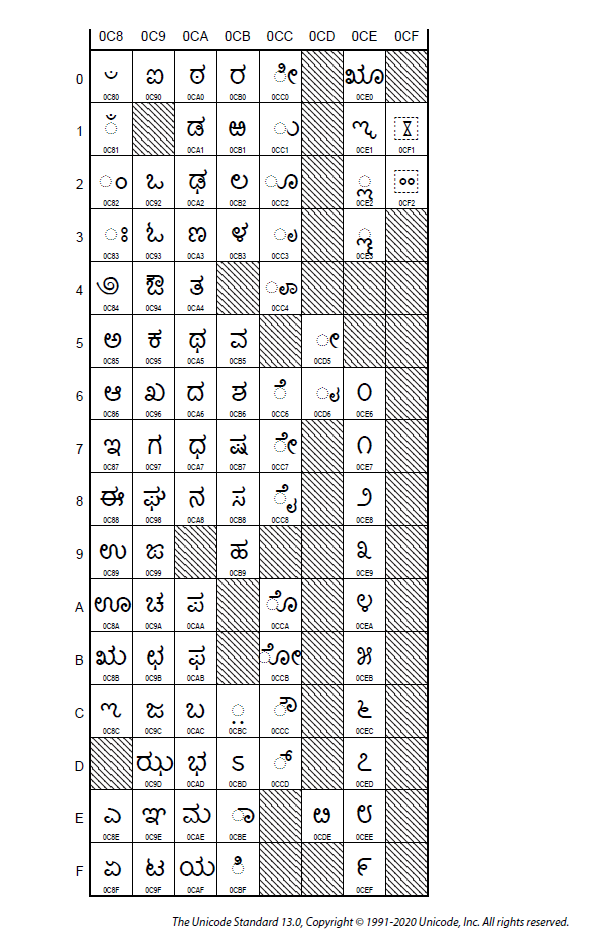 0C8 0C9 0CA 0CB 0CC 0CD 0CE 0CF
0 ಀ ಐ ಠ ರ ೀ ೠ
0C80 0C90 0CA0 0CB0 0CC0 0CE0
1 ಁ ಡ ಱ ು ೡ ೱ
0C81 0CA1 0CB1 0CC1 0CE1 0CF1
2 ಂ ಒ ಢ ಲ ೂ ೢ ೲ
0C82 0C92 0CA2 0CB2 0CC2 0CE2 0CF2
3 ಃ ಓ ಣ ಳ ೃ ೣ
0C83 0C93 0CA3 0CB3 0CC3 0CE3
4 ಄ ಔ ತ ೄ
0C84 0C94 0CA4 0CC4
5 ಅ ಕ ಥ ವ ೕ
0C85 0C95 0CA5 0CB5 0CD5
6 ಆ ಖ ದ ಶ ೆ ೖ ೦
0C86 0C96 0CA6 0CB6 0CC6 0CD6 0CE6
7 ಇ ಗ ಧ ಷ ೇ ೧
0C87 0C97 0CA7 0CB7 0CC7 0CE7
8 ಈ ಘ ನ ಸ ೈ ೨
0C88 0C98 0CA8 0CB8 0CC8 0CE8
9 ಉ ಙ ಹ ೩
0C89 0C99 0CB9 0CE9
A ಊ ಚ ಪ ೊ ೪
0C8A 0C9A 0CAA 0CCA 0CEA
B ಋ ಛ ಫ ೋ ೫
0C8B 0C9B 0CAB 0CCB 0CEB
C ಌ ಜ ಬ ಼ ೌ ೬
0C8C 0C9C 0CAC 0CBC 0CCC 0CEC
D ಝ ಭ ಽ ್ ೭
0C9D 0CAD 0CBD 0CCD 0CED
E ಎ ಞ ಮ ಾ ೞ ೮
0C8E 0C9E 0CAE 0CBE 0CDE 0CEE
F ಏ ಟ ಯ ಿ ೯
0C8F 0C9F 0CAF 0CBF 0CEF
The Unicode Standard 13.0, Copyright © 1991-2020 Unicode, Inc. All rights reserved.